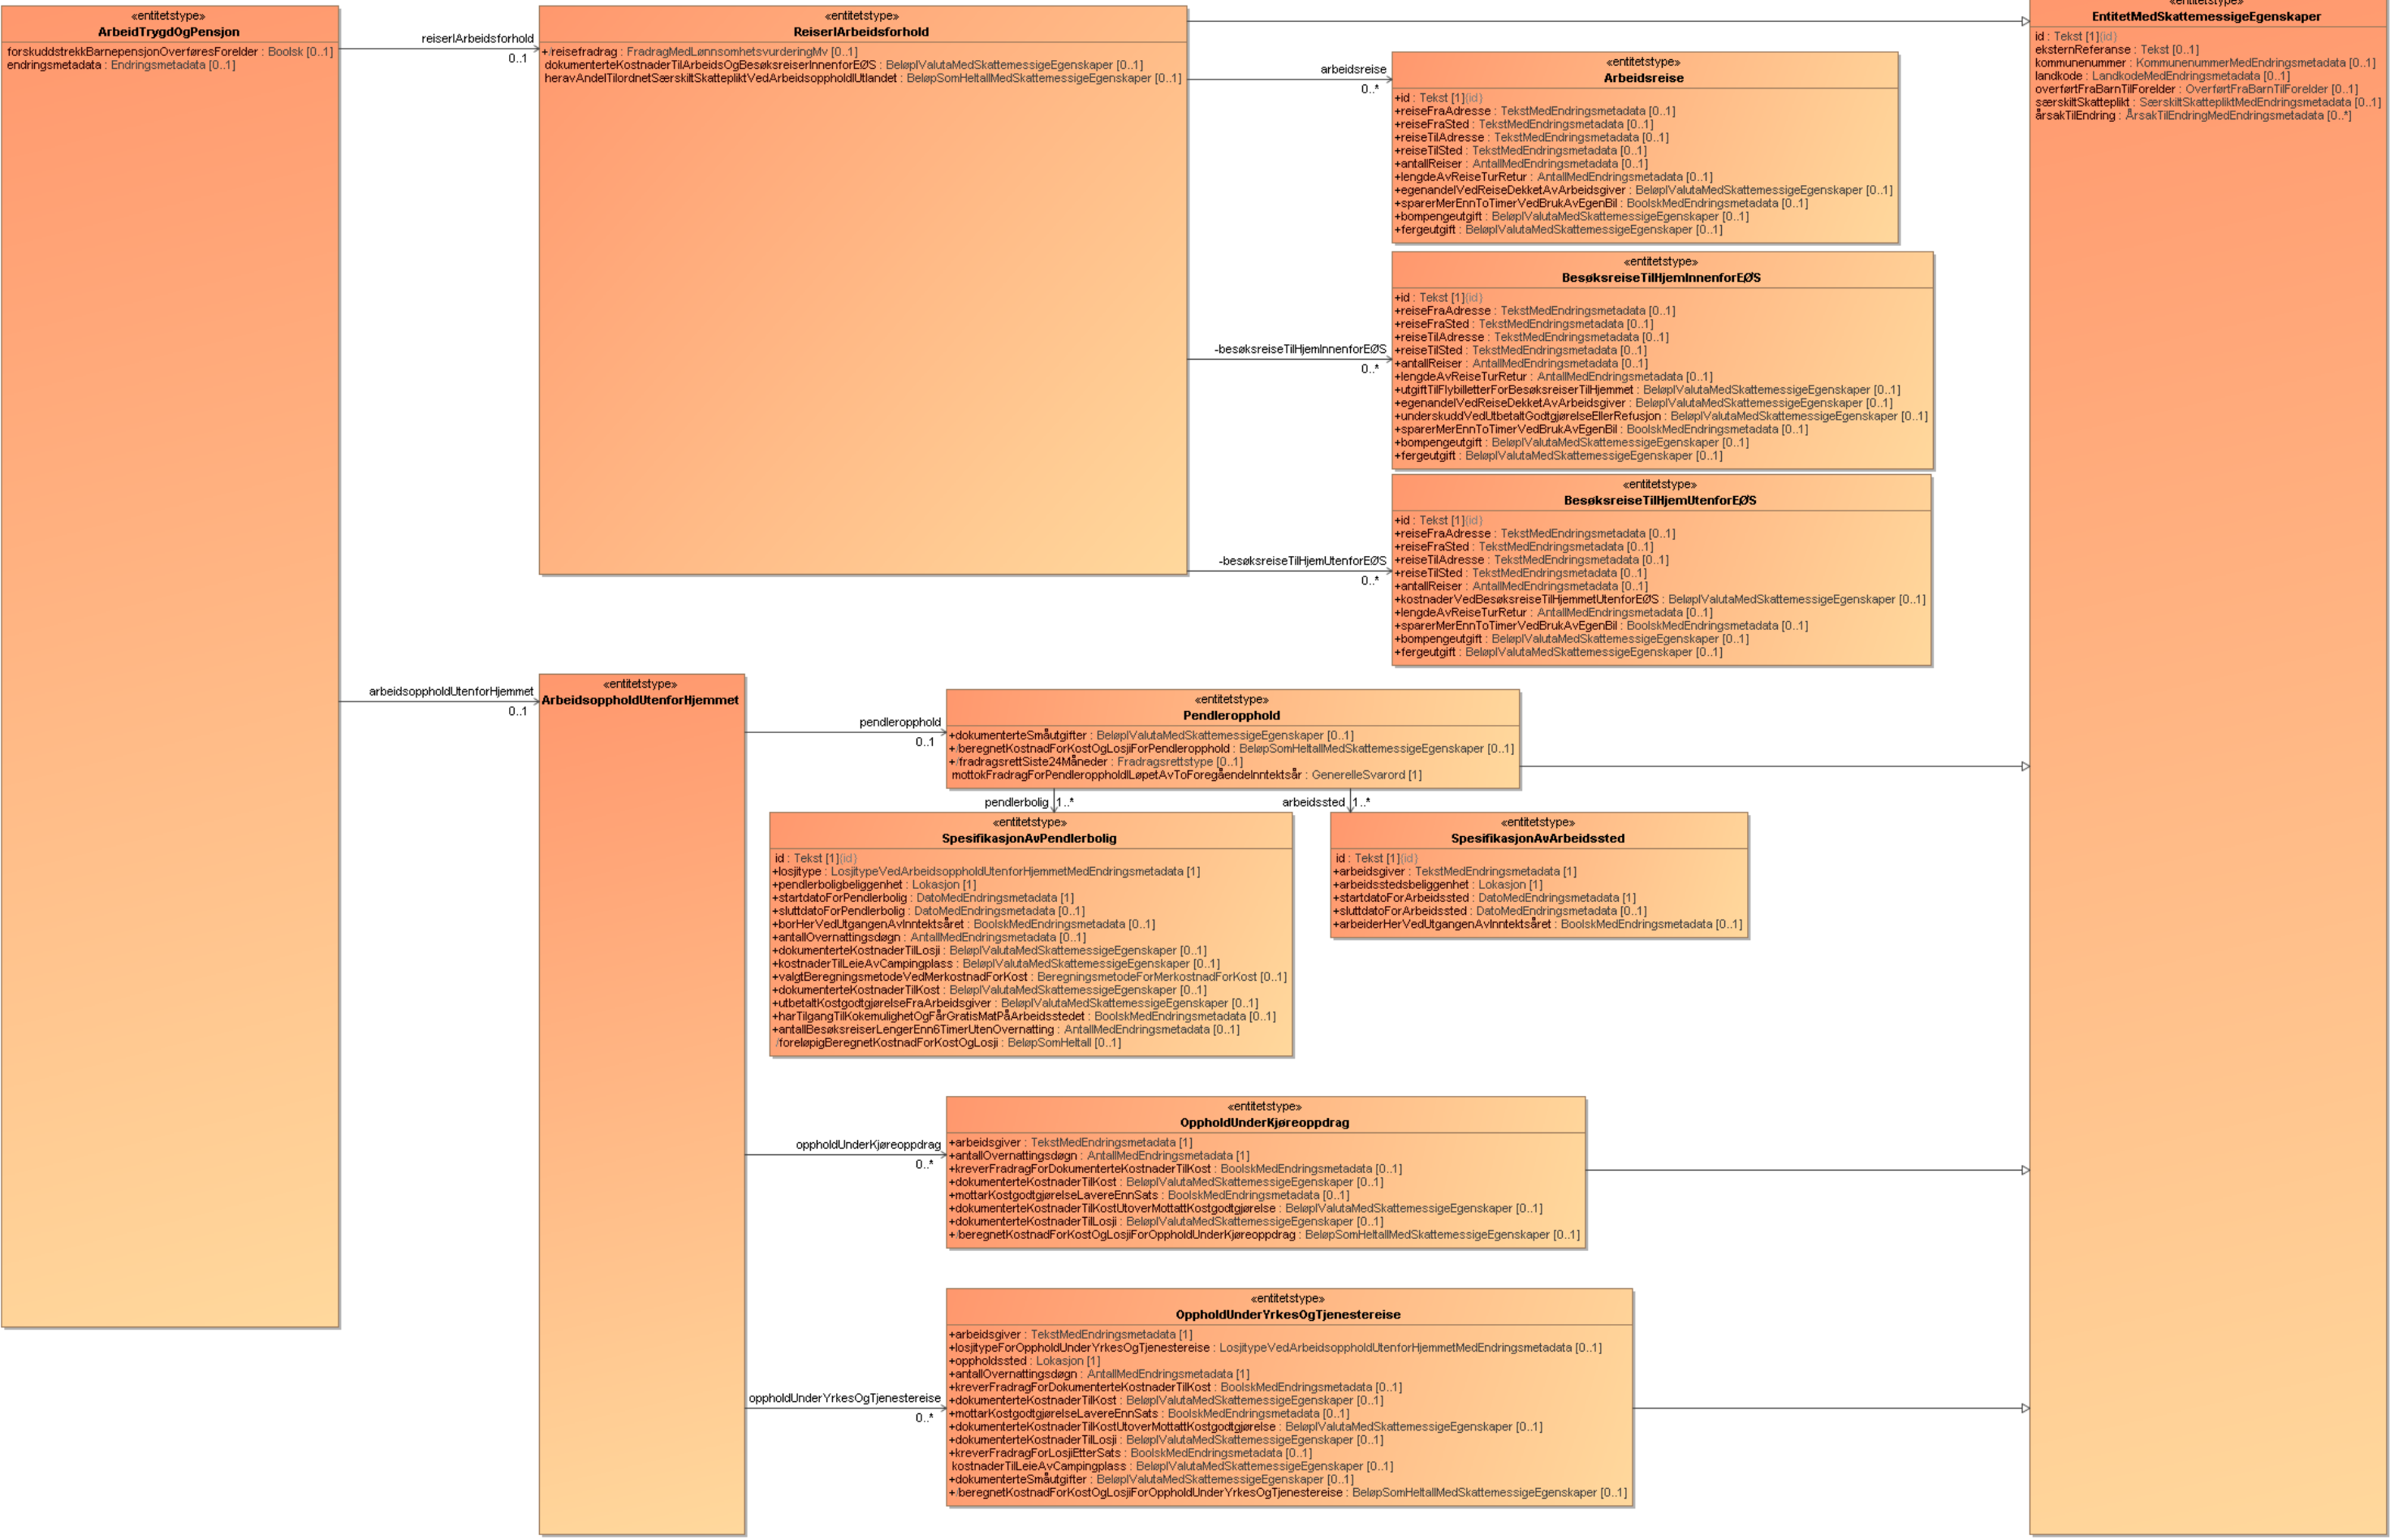 «entitetstype»
ArbeidTrygdOgPensjon
forskuddstrekkBarnepensjonOverføresForelder : Boolsk [0..1]
endringsmetadata : Endringsmetadata [0..1]
reiserIArbeidsforhold
0..1
«entitetstype»
ReiserIArbeidsforhold
+/reisefradrag : FradragMedLønnsomhetsvurderingMv [0..1]
dokumenterteKostnaderTilArbeidsOgBesøksreiserInnenforEØS : BeløpIValutaMedSkattemessigeEgenskaper [0..1]
heravAndelTilordnetSærskiltSkattepliktVedArbeidsoppholdIUtlandet : BeløpSomHeltallMedSkattemessigeEgenskaper [0..1]
«entitetstype»
EntitetMedSkattemessigeEgenskaper
id : Tekst [1]{id}
eksternReferanse : Tekst [0..1]
kommunenummer : KommunenummerMedEndringsmetadata [0..1]
landkode : LandkodeMedEndringsmetadata [0..1]
overførtFraBarnTilForelder : OverførtFraBarnTilForelder [0..1]
særskiltSkatteplikt : SærskiltSkattepliktMedEndringsmetadata [0..1]
årsakTilEndring : ÅrsakTilEndringMedEndringsmetadata [0..*]
arbeidsreise
0..*
«entitetstype»
Arbeidsreise
+id : Tekst [1]{id}
+reiseFraAdresse : TekstMedEndringsmetadata [0..1]
+reiseFraSted : TekstMedEndringsmetadata [0..1]
+reiseTilAdresse : TekstMedEndringsmetadata [0..1]
+reiseTilSted : TekstMedEndringsmetadata [0..1]
+antallReiser : AntallMedEndringsmetadata [0..1]
+lengdeAvReiseTurRetur : AntallMedEndringsmetadata [0..1]
+egenandelVedReiseDekketAvArbeidsgiver : BeløpIValutaMedSkattemessigeEgenskaper [0..1]
+sparerMerEnnToTimerVedBrukAvEgenBil : BoolskMedEndringsmetadata [0..1]
+bompengeutgift : BeløpIValutaMedSkattemessigeEgenskaper [0..1]
+fergeutgift : BeløpIValutaMedSkattemessigeEgenskaper [0..1]
-besøksreiseTilHjemInnenforEØS
0..*
«entitetstype»
BesøksreiseTilHjemInnenforEØS
+id : Tekst [1]{id}
+reiseFraAdresse : TekstMedEndringsmetadata [0..1]
+reiseFraSted : TekstMedEndringsmetadata [0..1]
+reiseTilAdresse : TekstMedEndringsmetadata [0..1]
+reiseTilSted : TekstMedEndringsmetadata [0..1]
+antallReiser : AntallMedEndringsmetadata [0..1]
+lengdeAvReiseTurRetur : AntallMedEndringsmetadata [0..1]
+utgiftTilFlybilletterForBesøksreiserTilHjemmet : BeløpIValutaMedSkattemessigeEgenskaper [0..1]
+egenandelVedReiseDekketAvArbeidsgiver : BeløpIValutaMedSkattemessigeEgenskaper [0..1]
+underskuddVedUtbetaltGodtgjørelseEllerRefusjon : BeløpIValutaMedSkattemessigeEgenskaper [0..1]
+sparerMerEnnToTimerVedBrukAvEgenBil : BoolskMedEndringsmetadata [0..1]
+bompengeutgift : BeløpIValutaMedSkattemessigeEgenskaper [0..1]
+fergeutgift : BeløpIValutaMedSkattemessigeEgenskaper [0..1]
-besøksreiseTilHjemUtenforEØS
0..*
«entitetstype»
BesøksreiseTilHjemUtenforEØS
+id : Tekst [1]{id}
+reiseFraAdresse : TekstMedEndringsmetadata [0..1]
+reiseFraSted : TekstMedEndringsmetadata [0..1]
+reiseTilAdresse : TekstMedEndringsmetadata [0..1]
+reiseTilSted : TekstMedEndringsmetadata [0..1]
+antallReiser : AntallMedEndringsmetadata [0..1]
+kostnaderVedBesøksreiseTilHjemmetUtenforEØS : BeløpIValutaMedSkattemessigeEgenskaper [0..1]
+lengdeAvReiseTurRetur : AntallMedEndringsmetadata [0..1]
+sparerMerEnnToTimerVedBrukAvEgenBil : BoolskMedEndringsmetadata [0..1]
+bompengeutgift : BeløpIValutaMedSkattemessigeEgenskaper [0..1]
+fergeutgift : BeløpIValutaMedSkattemessigeEgenskaper [0..1]
arbeidsoppholdUtenforHjemmet
0..1
«entitetstype»
ArbeidsoppholdUtenforHjemmet
pendleropphold
0..1
«entitetstype»
Pendleropphold
+dokumenterteSmåutgifter : BeløpIValutaMedSkattemessigeEgenskaper [0..1]
+/beregnetKostnadForKostOgLosjiForPendleropphold : BeløpSomHeltallMedSkattemessigeEgenskaper [0..1]
+/fradragsrettSiste24Måneder : Fradragsrettstype [0..1]
mottokFradragForPendleroppholdILøpetAvToForegåendeInntektsår : GenerelleSvarord [1]
pendlerbolig 1..*
arbeidssted 1..*
«entitetstype»
SpesifikasjonAvPendlerbolig
id : Tekst [1]{id}
+losjitype : LosjitypeVedArbeidsoppholdUtenforHjemmetMedEndringsmetadata [1]
+pendlerboligbeliggenhet : Lokasjon [1]
+startdatoForPendlerbolig : DatoMedEndringsmetadata [1]
+sluttdatoForPendlerbolig : DatoMedEndringsmetadata [0..1]
+borHerVedUtgangenAvInntektsåret : BoolskMedEndringsmetadata [0..1]
+antallOvernattingsdøgn : AntallMedEndringsmetadata [0..1]
+dokumenterteKostnaderTilLosji : BeløpIValutaMedSkattemessigeEgenskaper [0..1]
+kostnaderTilLeieAvCampingplass : BeløpIValutaMedSkattemessigeEgenskaper [0..1]
+valgtBeregningsmetodeVedMerkostnadForKost : BeregningsmetodeForMerkostnadForKost [0..1]
+dokumenterteKostnaderTilKost : BeløpIValutaMedSkattemessigeEgenskaper [0..1]
+utbetaltKostgodtgjørelseFraArbeidsgiver : BeløpIValutaMedSkattemessigeEgenskaper [0..1]
+harTilgangTilKokemulighetOgFårGratisMatPåArbeidsstedet : BoolskMedEndringsmetadata [0..1]
+antallBesøksreiserLengerEnn6TimerUtenOvernatting : AntallMedEndringsmetadata [0..1]
/foreløpigBeregnetKostnadForKostOgLosji : BeløpSomHeltall [0..1]
«entitetstype»
SpesifikasjonAvArbeidssted
id : Tekst [1]{id}
+arbeidsgiver : TekstMedEndringsmetadata [1]
+arbeidsstedsbeliggenhet : Lokasjon [1]
+startdatoForArbeidssted : DatoMedEndringsmetadata [1]
+sluttdatoForArbeidssted : DatoMedEndringsmetadata [0..1]
+arbeiderHerVedUtgangenAvInntektsåret : BoolskMedEndringsmetadata [0..1]
oppholdUnderKjøreoppdrag
0..*
«entitetstype»
OppholdUnderKjøreoppdrag
+arbeidsgiver : TekstMedEndringsmetadata [1]
+antallOvernattingsdøgn : AntallMedEndringsmetadata [1]
+kreverFradragForDokumenterteKostnaderTilKost : BoolskMedEndringsmetadata [0..1]
+dokumenterteKostnaderTilKost : BeløpIValutaMedSkattemessigeEgenskaper [0..1]
+mottarKostgodtgjørelseLavereEnnSats : BoolskMedEndringsmetadata [0..1]
+dokumenterteKostnaderTilKostUtoverMottattKostgodtgjørelse : BeløpIValutaMedSkattemessigeEgenskaper [0..1]
+dokumenterteKostnaderTilLosji : BeløpIValutaMedSkattemessigeEgenskaper [0..1]
+/beregnetKostnadForKostOgLosjiForOppholdUnderKjøreoppdrag : BeløpSomHeltallMedSkattemessigeEgenskaper [0..1]
oppholdUnderYrkesOgTjenestereise
0..*
«entitetstype»
OppholdUnderYrkesOgTjenestereise
+arbeidsgiver : TekstMedEndringsmetadata [1]
+losjitypeForOppholdUnderYrkesOgTjenestereise : LosjitypeVedArbeidsoppholdUtenforHjemmetMedEndringsmetadata [0..1]
+oppholdssted : Lokasjon [1]
+antallOvernattingsdøgn : AntallMedEndringsmetadata [1]
+kreverFradragForDokumenterteKostnaderTilKost : BoolskMedEndringsmetadata [0..1]
+dokumenterteKostnaderTilKost : BeløpIValutaMedSkattemessigeEgenskaper [0..1]
+mottarKostgodtgjørelseLavereEnnSats : BoolskMedEndringsmetadata [0..1]
+dokumenterteKostnaderTilKostUtoverMottattKostgodtgjørelse : BeløpIValutaMedSkattemessigeEgenskaper [0..1]
+dokumenterteKostnaderTilLosji : BeløpIValutaMedSkattemessigeEgenskaper [0..1]
+kreverFradragForLosjiEtterSats : BoolskMedEndringsmetadata [0..1]
kostnaderTilLeieAvCampingplass : BeløpIValutaMedSkattemessigeEgenskaper [0..1]
+dokumenterteSmåutgifter : BeløpIValutaMedSkattemessigeEgenskaper [0..1]
+/beregnetKostnadForKostOgLosjiForOppholdUnderYrkesOgTjenestereise : BeløpSomHeltallMedSkattemessigeEgenskaper [0..1]